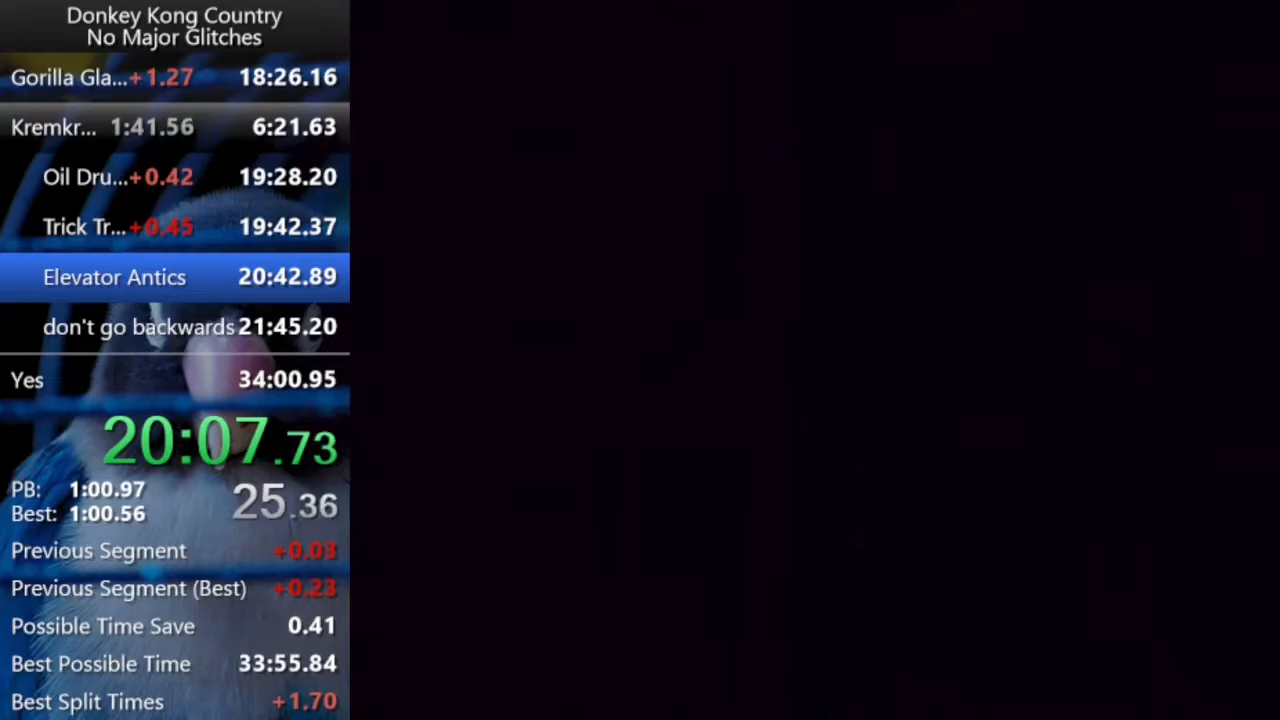 Donkey Kong Country
No Major Glitches
Gorilla Gla... +1.27 18:26.16
Kremkr... 1:41.56 6:21.63
Oil Dru... +0.42 19:28.20
Trick Tr... +0.45 19:42.37
Elevator Antics 20:42.89
don't go backwards 21:45.20
Yes 34:00.95
20:07.73
PB: 1:00.97
Best: 1:00.56
25.36
Previous Segment +0.03
Previous Segment (Best) +0.23
Possible Time Save 0.41
Best Possible Time 33:55.84
Best Split Times +1.70